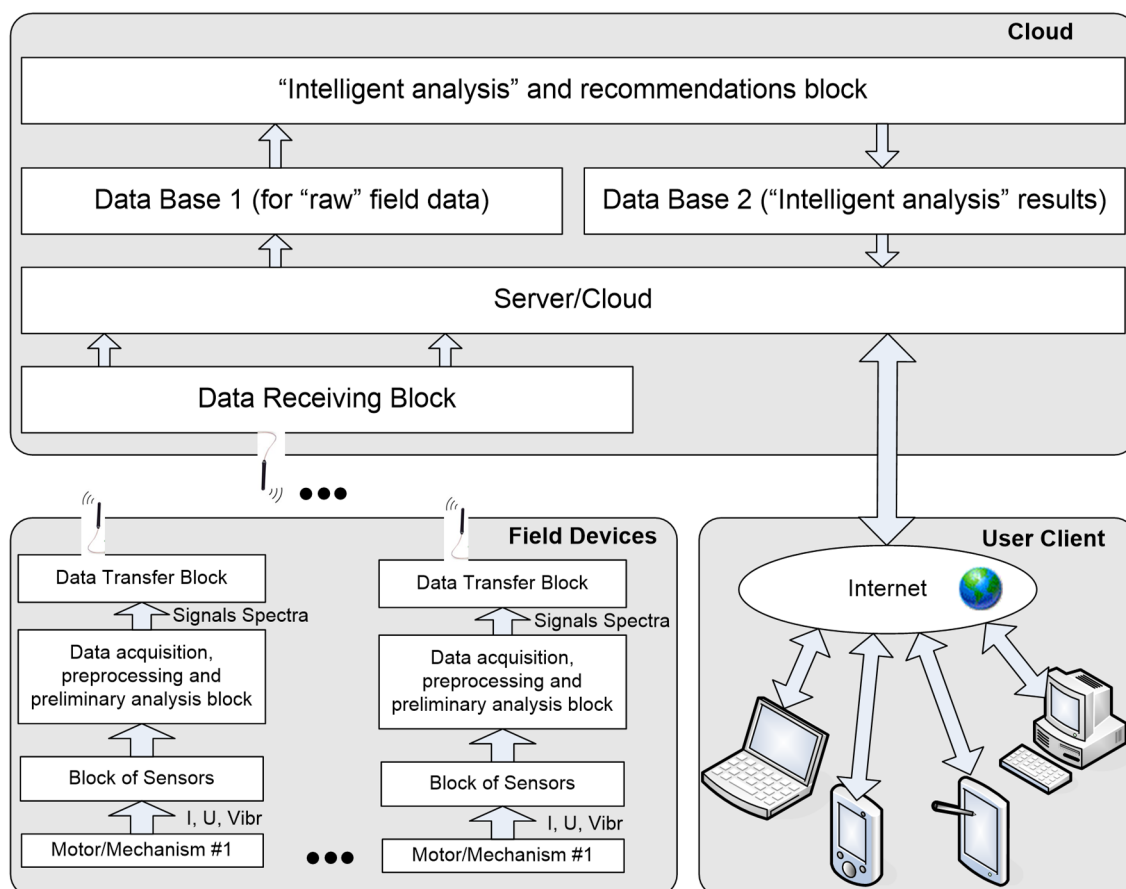 Cloud
“Intelligent analysis” and recommendations block
Data Base 1 (for “raw” field data)
Data Base 2 (“Intelligent analysis” results)
Server/Cloud
Data Receiving Block
Field Devices
Data Transfer Block
Signals Spectra
Data acquisition,
preprocessing and
preliminary analysis block
Block of Sensors
I, U, Vibr
Motor/Mechanism #1
Data Transfer Block
Signals Spectra
Data acquisition,
preprocessing and
preliminary analysis block
Block of Sensors
I, U, Vibr
Motor/Mechanism #1
User Client
Internet